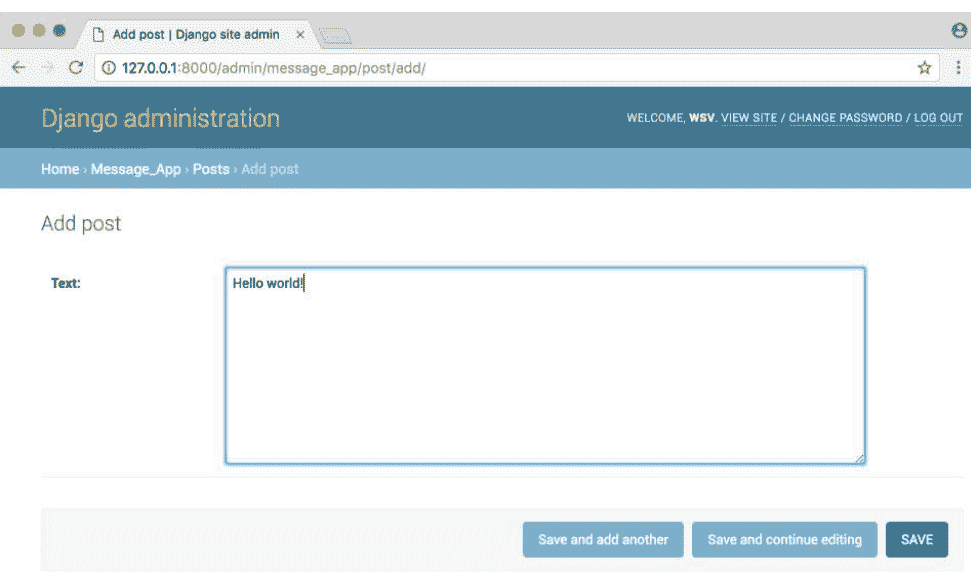 Add post | Django site admin ×
127.0.0.1:8000/admin/message_app/post/add/
Django administration
WELCOME, WSV. VIEW SITE / CHANGE PASSWORD / LOG OUT
Home › Message_App › Posts › Add post
Add post
Text:
Hello world!
Save and add another
Save and continue editing
SAVE